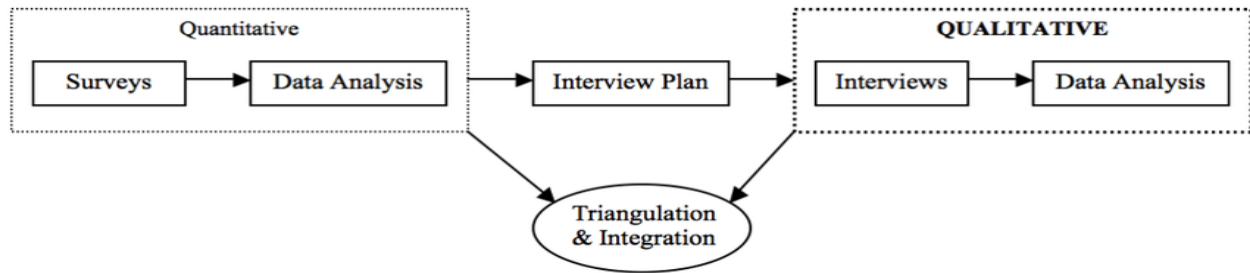 Quantitative
QUALITATIVE
Surveys
Data Analysis
Interview Plan
Interviews
Data Analysis
Triangulation
& Integration